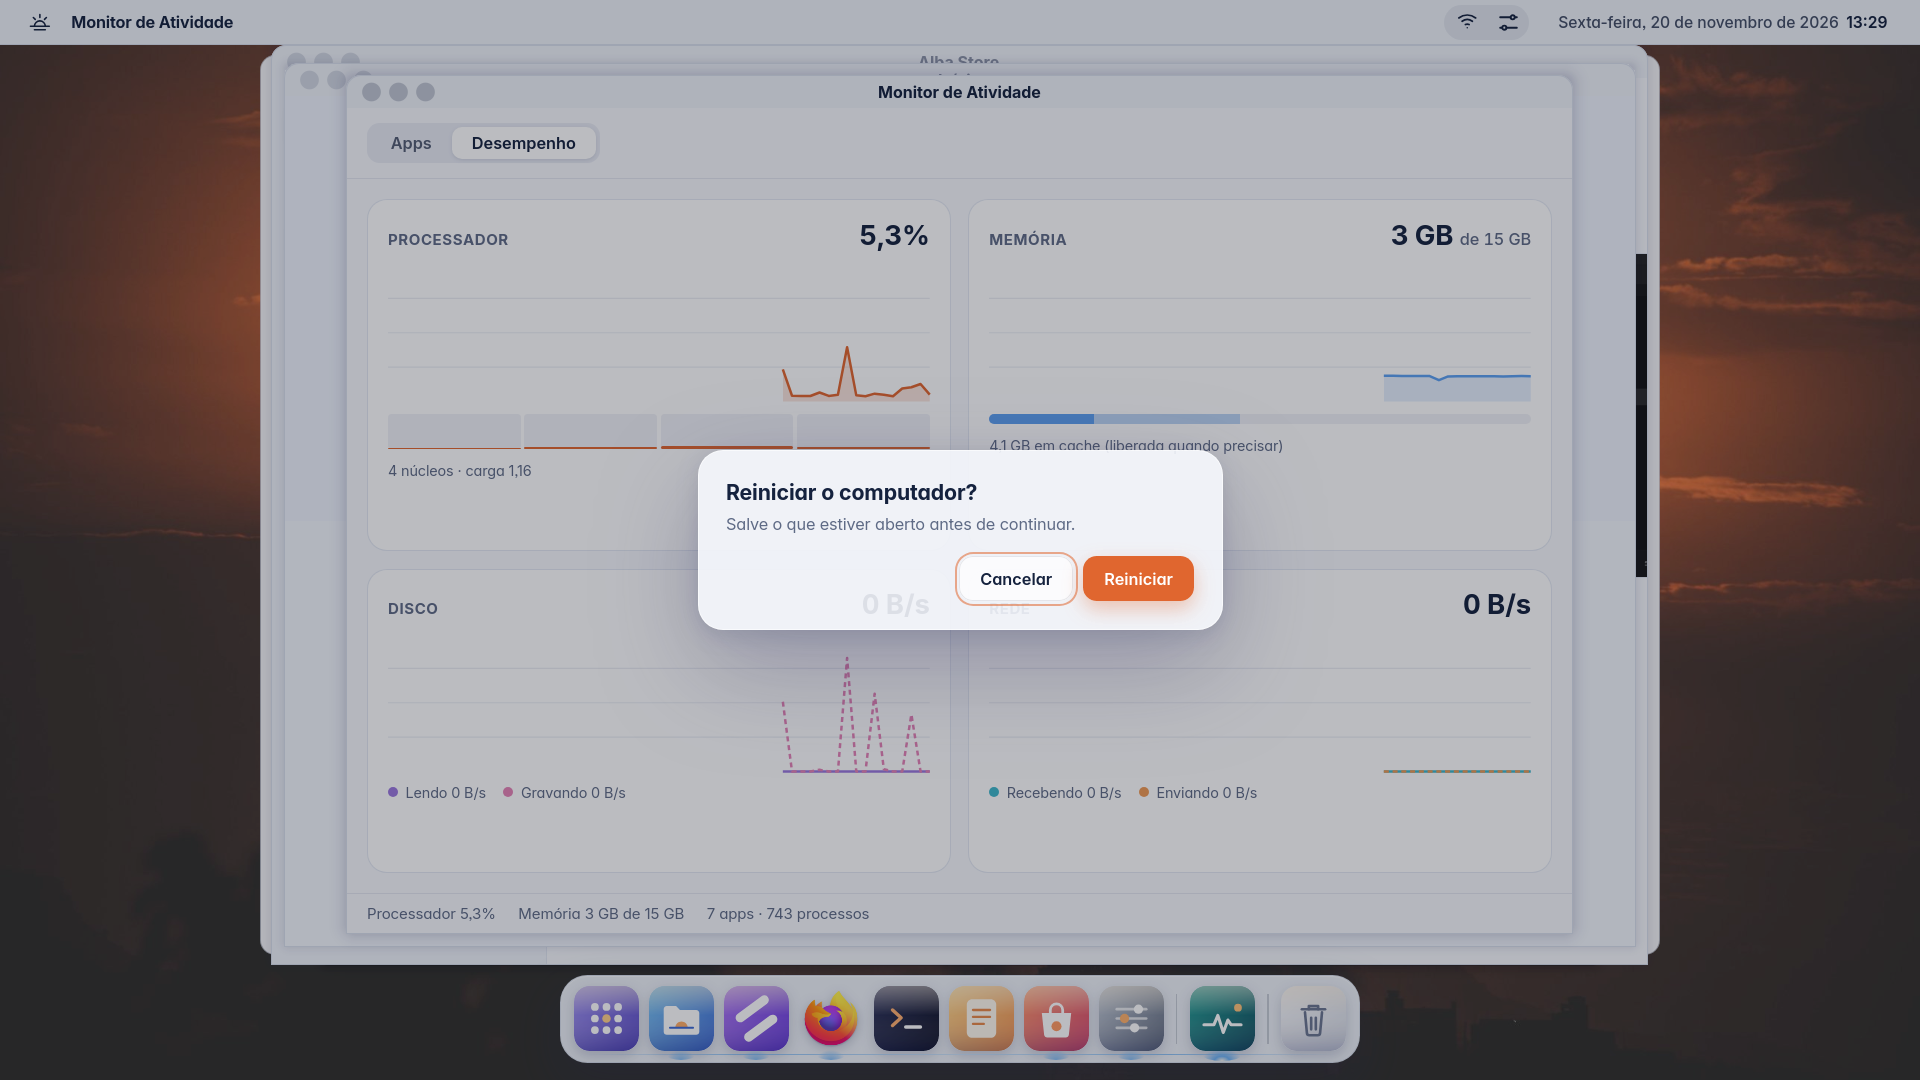 Monitor de Atividade
Sexta-feira, 20 de novembro de 2026 13:29
Alba Store
Monitor de Atividade
Apps
Desempenho
PROCESSADOR
5,3%
4 núcleos · carga 1,16
MEMÓRIA
3 GB de 15 GB
4,1 GB em cache (liberada quando precisar)
Reiniciar o computador?
Salve o que estiver aberto antes de continuar.
Cancelar
Reiniciar
DISCO
0 B/s
Lendo 0 B/s
Gravando 0 B/s
REDE
0 B/s
Recebendo 0 B/s
Enviando 0 B/s
Processador 5,3%
Memória 3 GB de 15 GB
7 apps · 743 processos